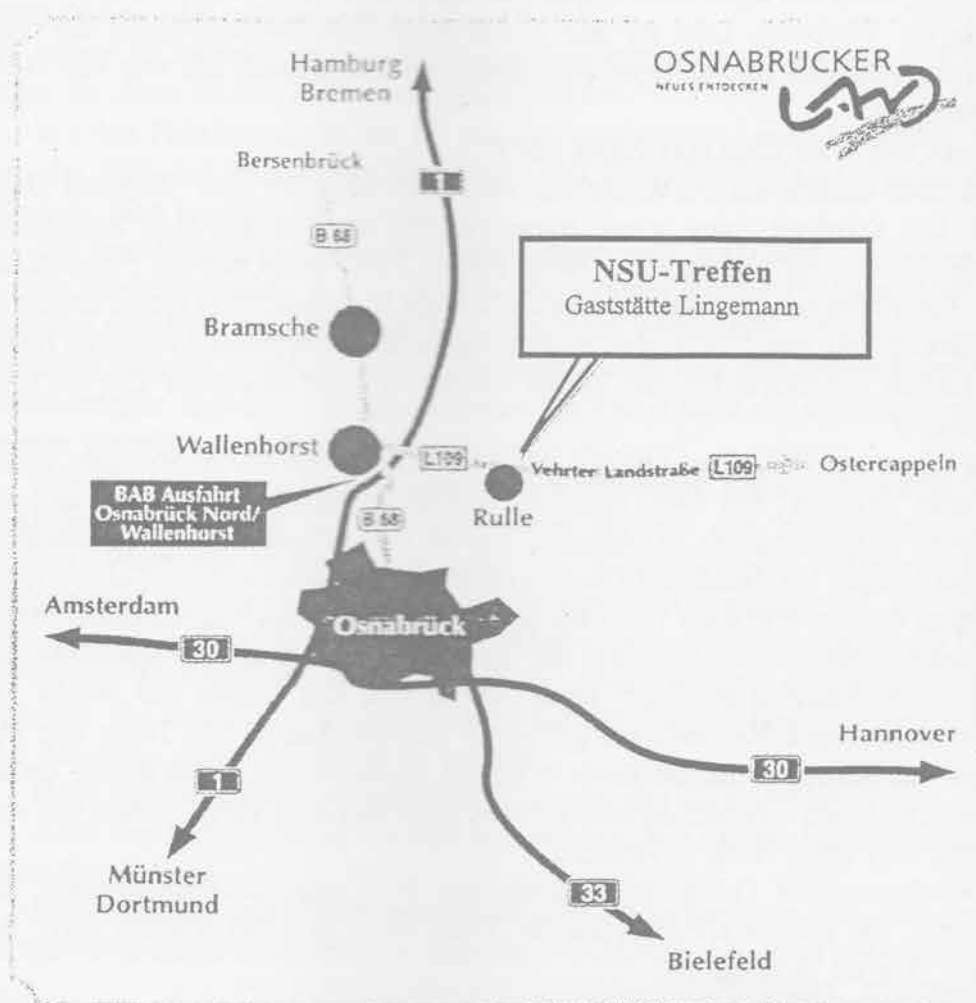 OSNABRÜCKER
NEUES ENTDECKEN
LAND
Hamburg
Bremen
Bersenbrück
1
B 68
NSU-Treffen
Gaststätte Lingemann
Bramsche
Wallenhorst
L109
Vehrter Landstraße
L109
Ostercappeln
BAB Ausfahrt
Osnabrück Nord/
Wallenhorst
B 68
Rulle
Amsterdam
Osnabrück
30
Hannover
30
1
Münster
Dortmund
33
Bielefeld